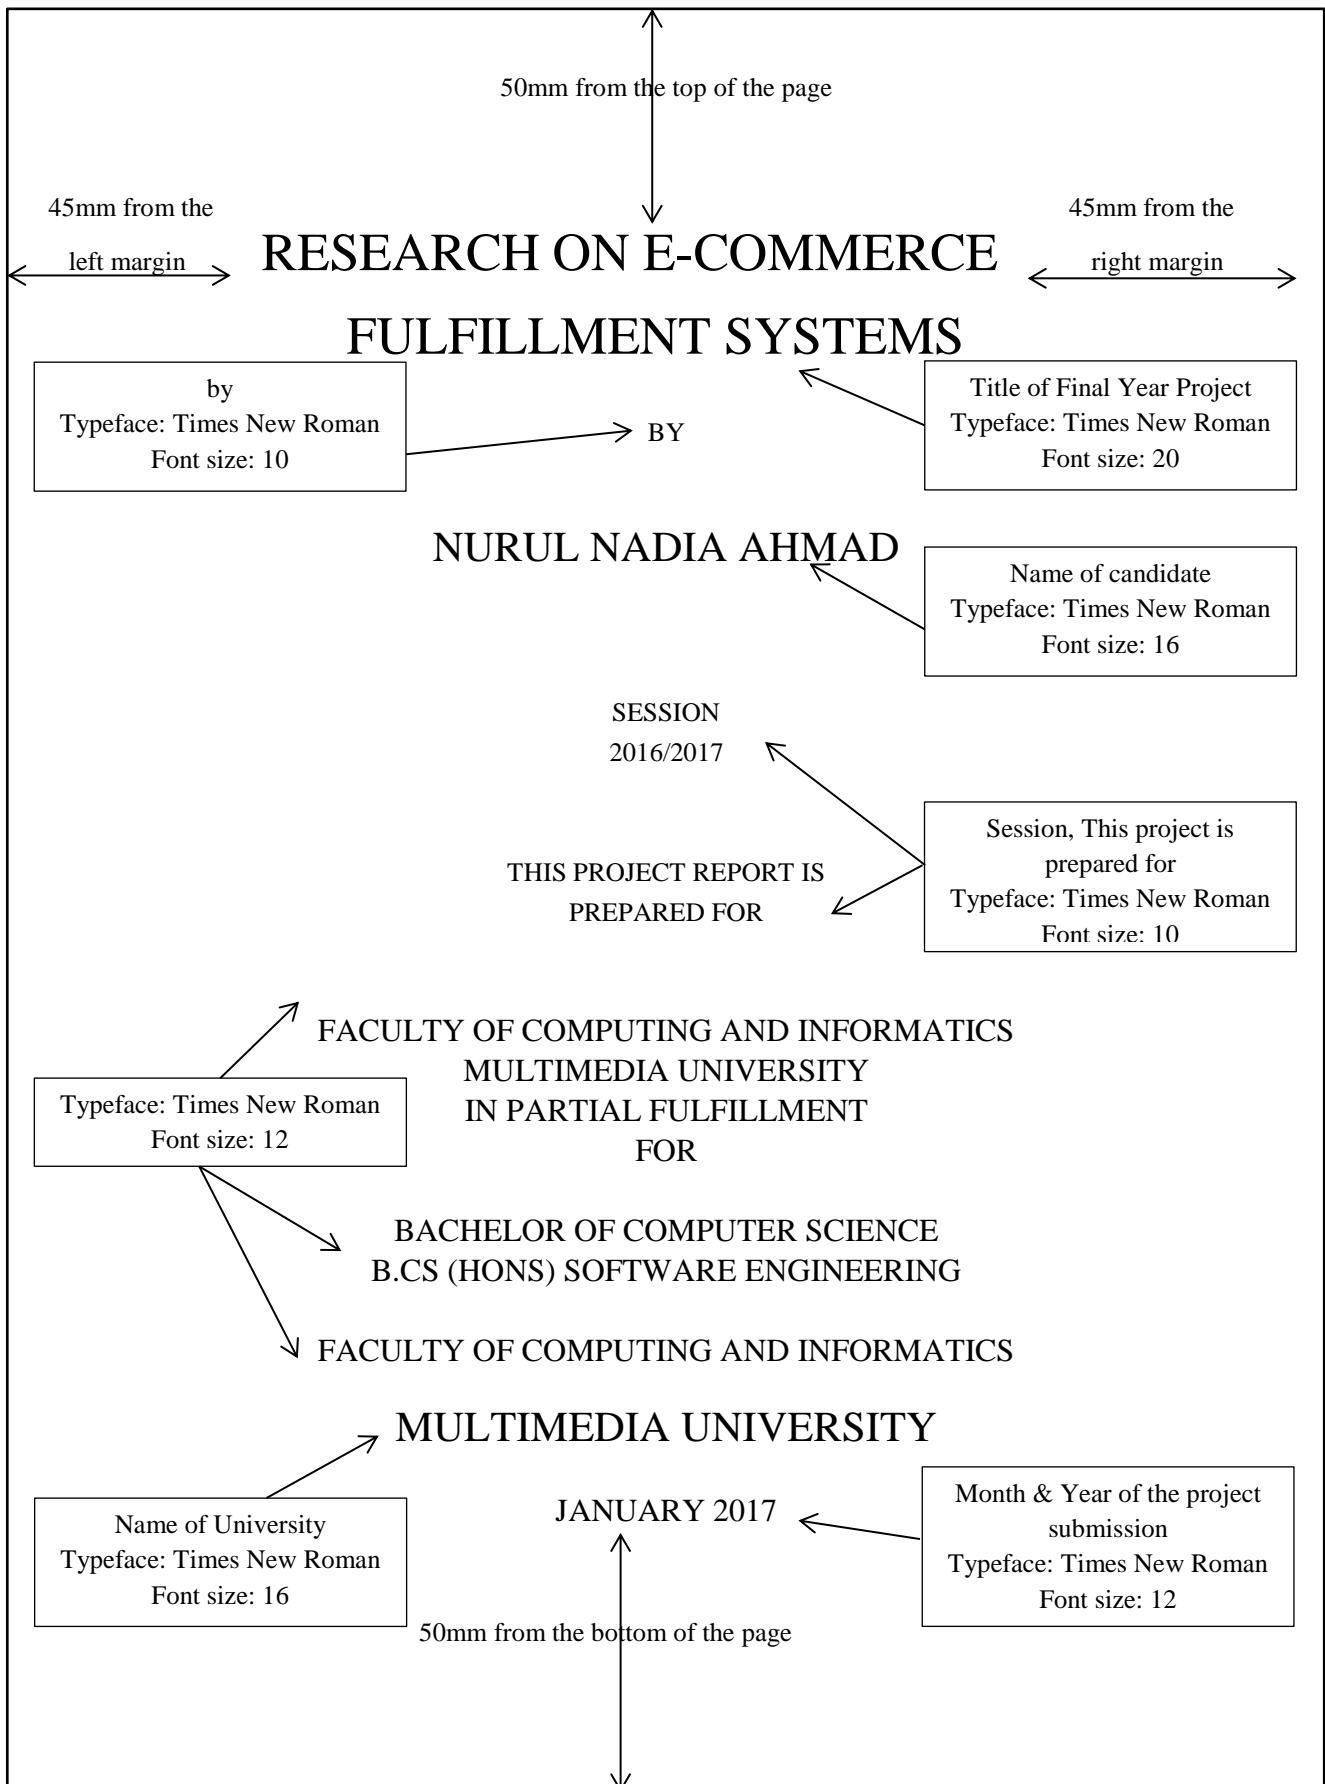 50mm from the top of the page
45mm from the
left margin
45mm from the
right margin
RESEARCH ON E-COMMERCE
FULFILLMENT SYSTEMS
by
Typeface: Times New Roman
Font size: 10
BY
Title of Final Year Project
Typeface: Times New Roman
Font size: 20
NURUL NADIA AHMAD
Name of candidate
Typeface: Times New Roman
Font size: 16
SESSION
2016/2017
Session, This project is
prepared for
Typeface: Times New Roman
Font size: 10
THIS PROJECT REPORT IS
PREPARED FOR
FACULTY OF COMPUTING AND INFORMATICS
MULTIMEDIA UNIVERSITY
IN PARTIAL FULFILLMENT
FOR
Typeface: Times New Roman
Font size: 12
BACHELOR OF COMPUTER SCIENCE
B.CS (HONS) SOFTWARE ENGINEERING
FACULTY OF COMPUTING AND INFORMATICS
MULTIMEDIA UNIVERSITY
Name of University
Typeface: Times New Roman
Font size: 16
JANUARY 2017
Month & Year of the project
submission
Typeface: Times New Roman
Font size: 12
50mm from the bottom of the page